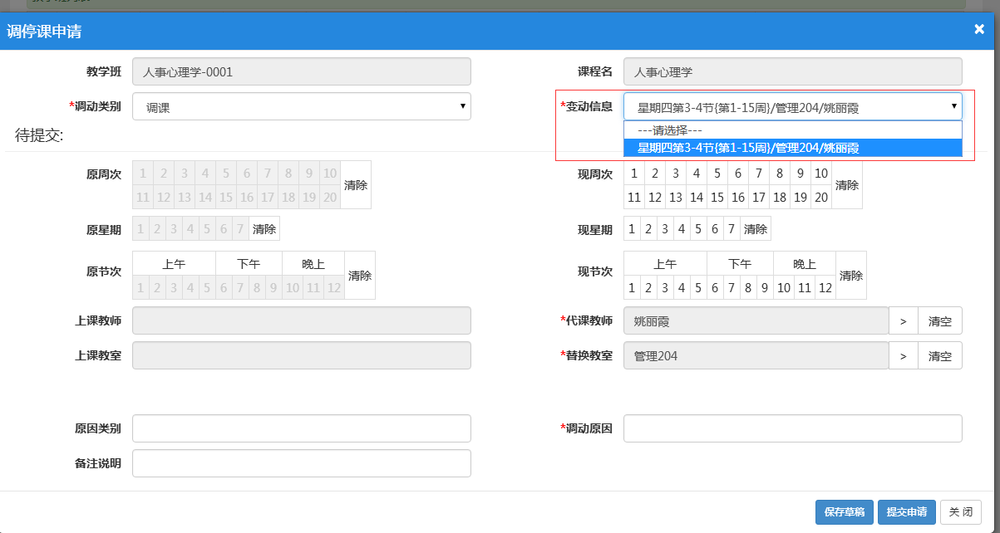 调停课申请 ×
教学班 人事心理学-0001 课程名 人事心理学
*调动类别 调课 *变动信息 星期四第3-4节{第1-15周}/管理204/姚丽霞
---请选择---
待提交:
星期四第3-4节{第1-15周}/管理204/姚丽霞
原周次 1 2 3 4 5 6 7 8 9 10 清除 现周次 1 2 3 4 5 6 7 8 9 10 清除
11 12 13 14 15 16 17 18 19 20 11 12 13 14 15 16 17 18 19 20
原星期 1 2 3 4 5 6 7 清除 现星期 1 2 3 4 5 6 7 清除
原节次 上午 下午 晚上 清除 现节次 上午 下午 晚上 清除
1 2 3 4 5 6 7 8 9 10 11 12 1 2 3 4 5 6 7 8 9 10 11 12
上课教师 *代课教师 姚丽霞 > 清空
上课教室 *替换教室 管理204 > 清空
原因类别 *调动原因
备注说明
保存草稿 提交申请 关 闭